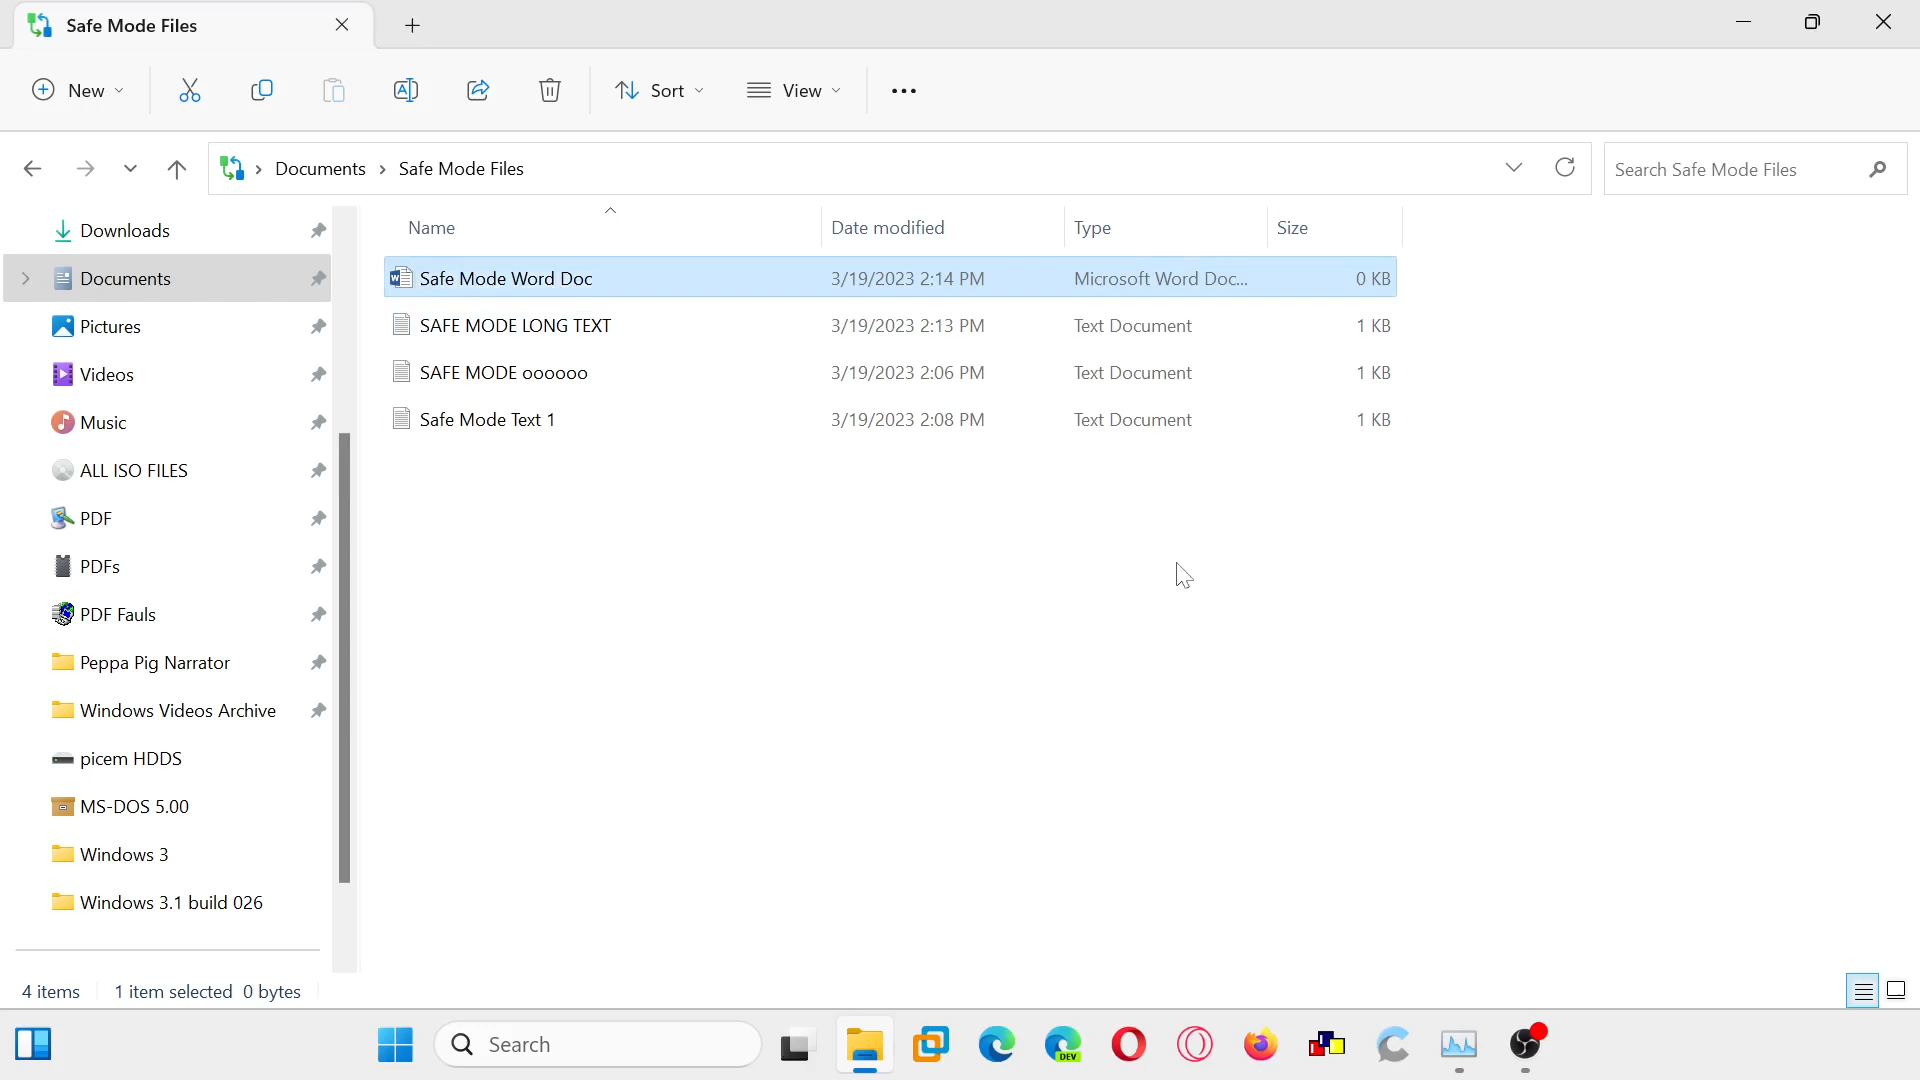 Safe Mode Files
New
Sort
View
Documents
Safe Mode Files
Search Safe Mode Files
Downloads
Documents
Pictures
Videos
Music
ALL ISO FILES
PDF
PDFs
PDF Fauls
Peppa Pig Narrator
Windows Videos Archive
picem HDDS
MS-DOS 5.00
Windows 3
Windows 3.1 build 026
Name Date modified Type Size
Safe Mode Word Doc 3/19/2023 2:14 PM Microsoft Word Doc... 0 KB
SAFE MODE LONG TEXT 3/19/2023 2:13 PM Text Document 1 KB
SAFE MODE oooooo 3/19/2023 2:06 PM Text Document 1 KB
Safe Mode Text 1 3/19/2023 2:08 PM Text Document 1 KB
4 items 1 item selected 0 bytes
Search
DEV